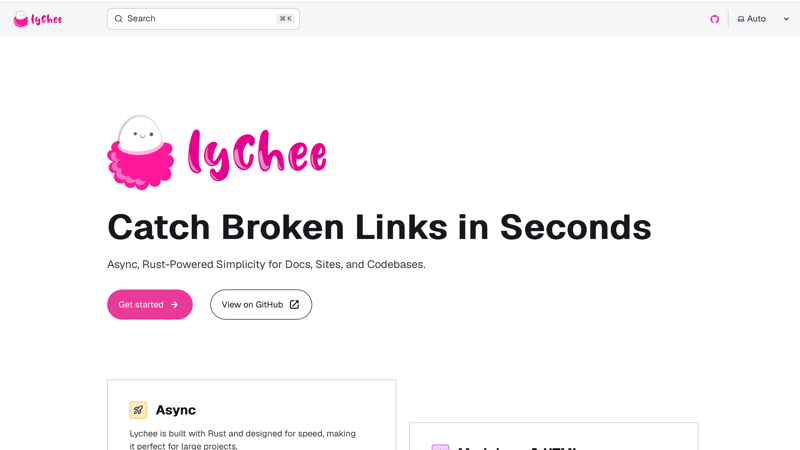 lychee
Search
⌘ K
Auto
lychee
Catch Broken Links in Seconds
Async, Rust-Powered Simplicity for Docs, Sites, and Codebases.
Get started
View on GitHub
Async
Lychee is built with Rust and designed for speed, making
it perfect for large projects.